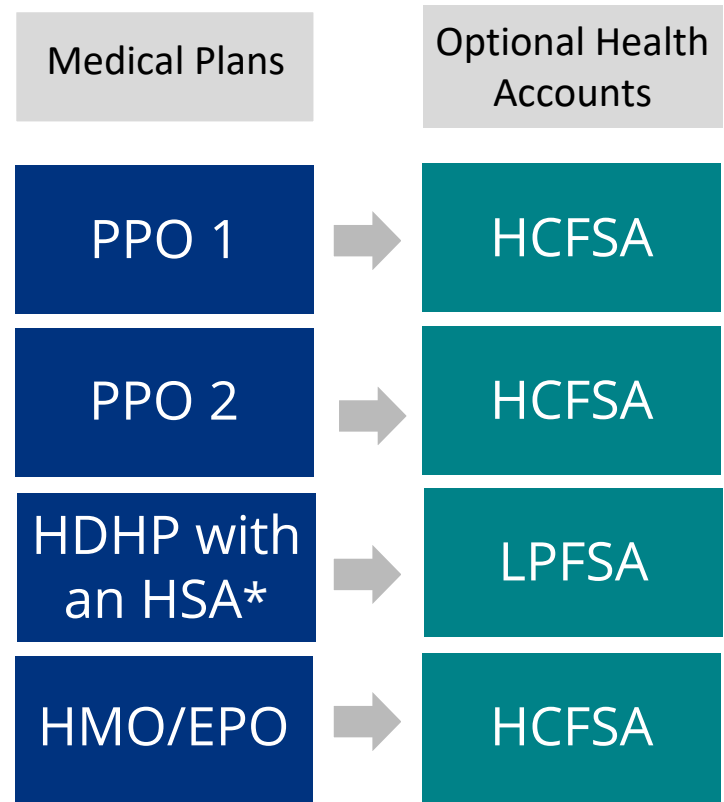 Medical Plans
Optional Health
Accounts
PPO 1
HCFSA
PPO 2
HCFSA
HDHP with
an HSA*
LPFSA
HMO/EPO
HCFSA